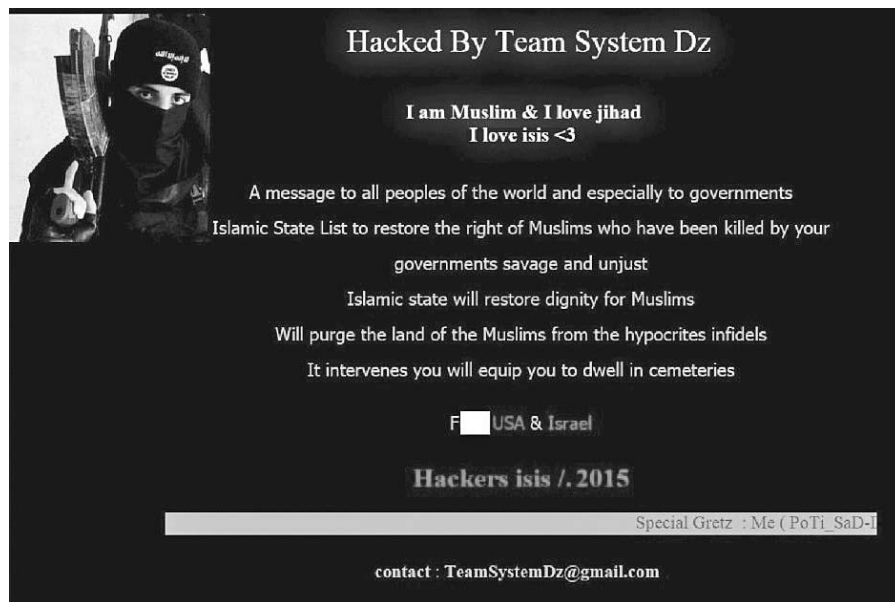 Hacked By Team System Dz
I am Muslim & I love jihad
I love isis <3
A message to all peoples of the world and especially to governments
Islamic State List to restore the right of Muslims who have been killed by your
governments savage and unjust
Islamic state will restore dignity for Muslims
Will purge the land of the Muslims from the hypocrites infidels
It intervenes you will equip you to dwell in cemeteries
F USA & Israel
Hackers isis /. 2015
Special Gretz : Me ( PoTi_SaD-
contact : TeamSystemDz@gmail.com